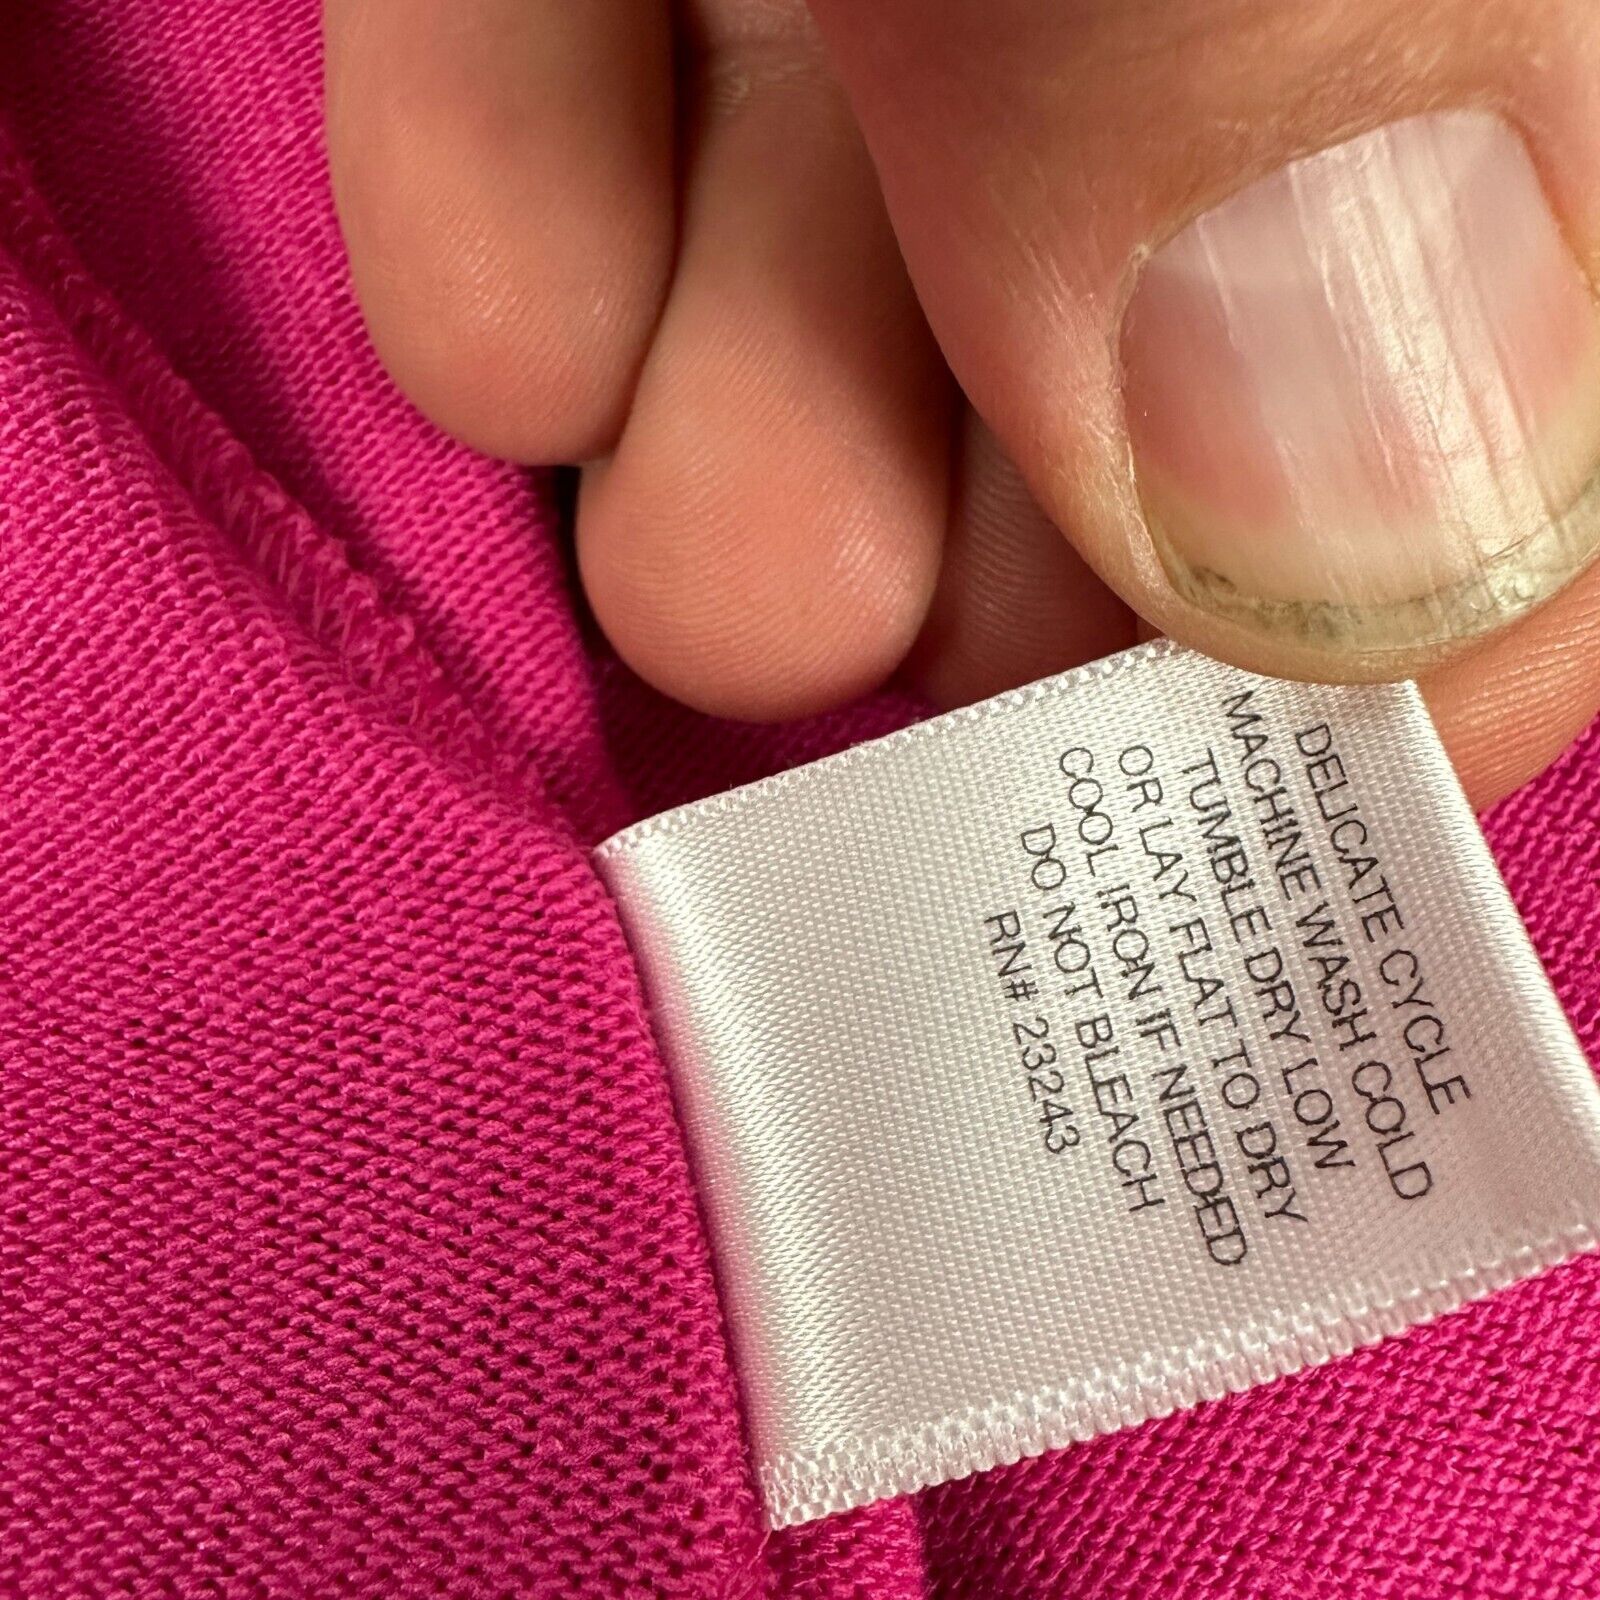 DELICATE CYCLE
MACHINE WASH COLD
TUMBLE DRY LOW
OR LAY FLAT TO DRY
COOL IRON IF NEEDED
DO NOT BLEACH
RN# 23243